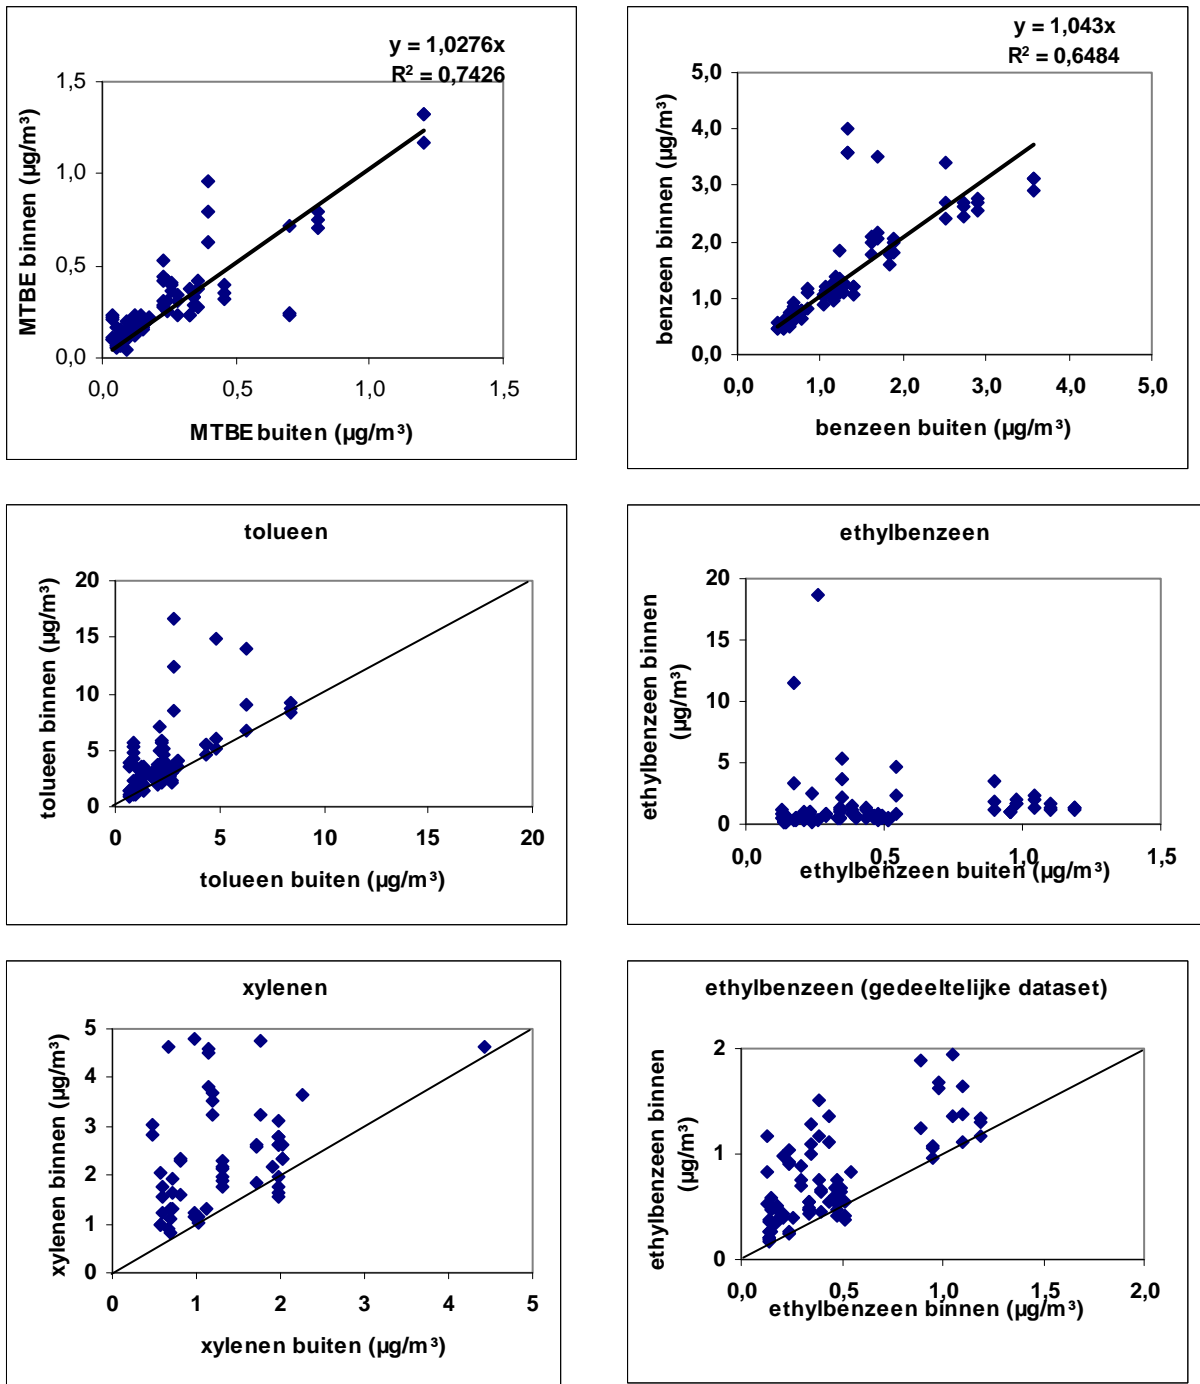 y = 1,0276x
R² = 0,7426
1,5
1,0
0,5
0,0
0,0 0,5 1,0 1,5
MTBE binnen (µg/m³)
MTBE buiten (µg/m³)
y = 1,043x
R² = 0,6484
5,0
4,0
3,0
2,0
1,0
0,0
0,0 1,0 2,0 3,0 4,0 5,0
benzeen binnen (µg/m³)
benzeen buiten (µg/m³)
tolueen
20
15
10
5
0
0 5 10 15 20
tolueen binnen (µg/m³)
tolueen buiten (µg/m³)
ethylbenzeen
20
15
10
5
0
0,0 0,5 1,0 1,5
ethylbenzeen binnen
(µg/m³)
ethylbenzeen buiten (µg/m³)
xylenen
5
4
3
2
1
0
0 1 2 3 4 5
xylenen binnen (µg/m³)
xylenen buiten (µg/m³)
ethylbenzeen (gedeeltelijke dataset)
2
1
0
0,0 0,5 1,0 1,5 2,0
ethylbenzeen binnen
(µg/m³)
ethylbenzeen binnen (µg/m³)